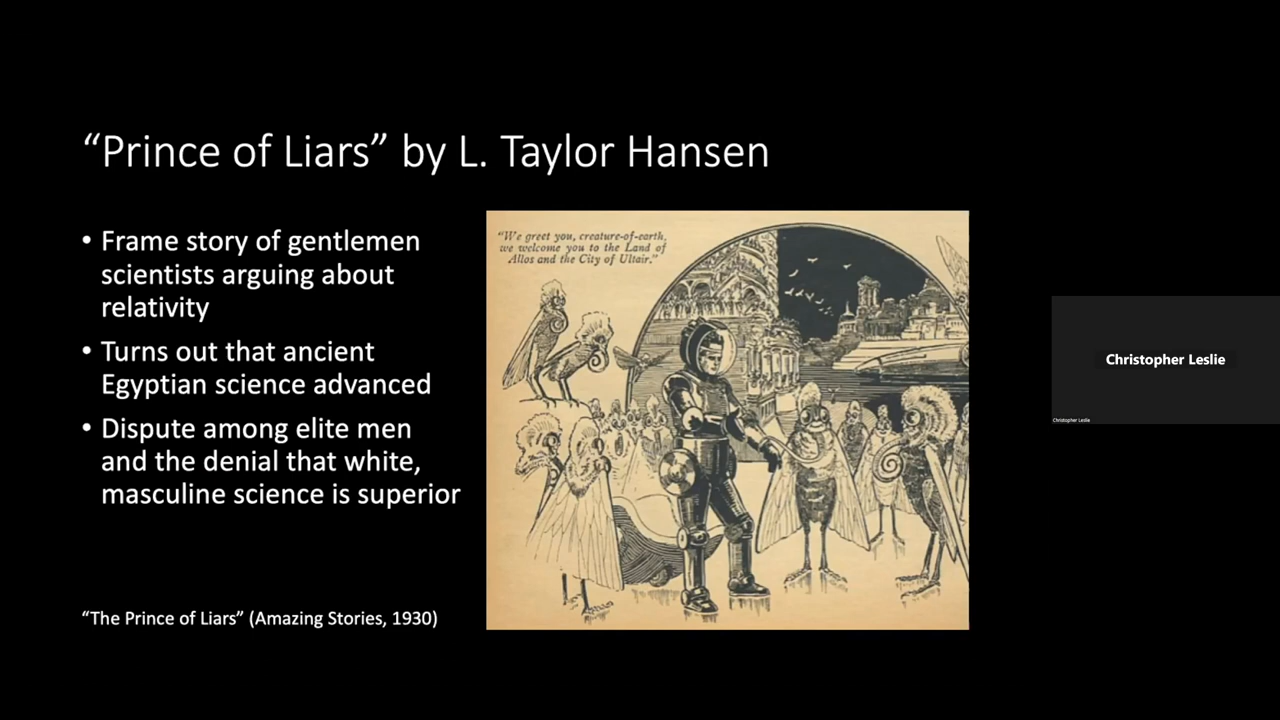 “Prince of Liars” by L. Taylor Hansen
• Frame story of gentlemen
scientists arguing about
relativity
• Turns out that ancient
Egyptian science advanced
• Dispute among elite men
and the denial that white,
masculine science is superior
“The Prince of Liars” (Amazing Stories, 1930)
"We greet you, creature-of-earth,
we welcome you to the Land of
Allos and the City of Ultair."
Christopher Leslie
Christopher Leslie